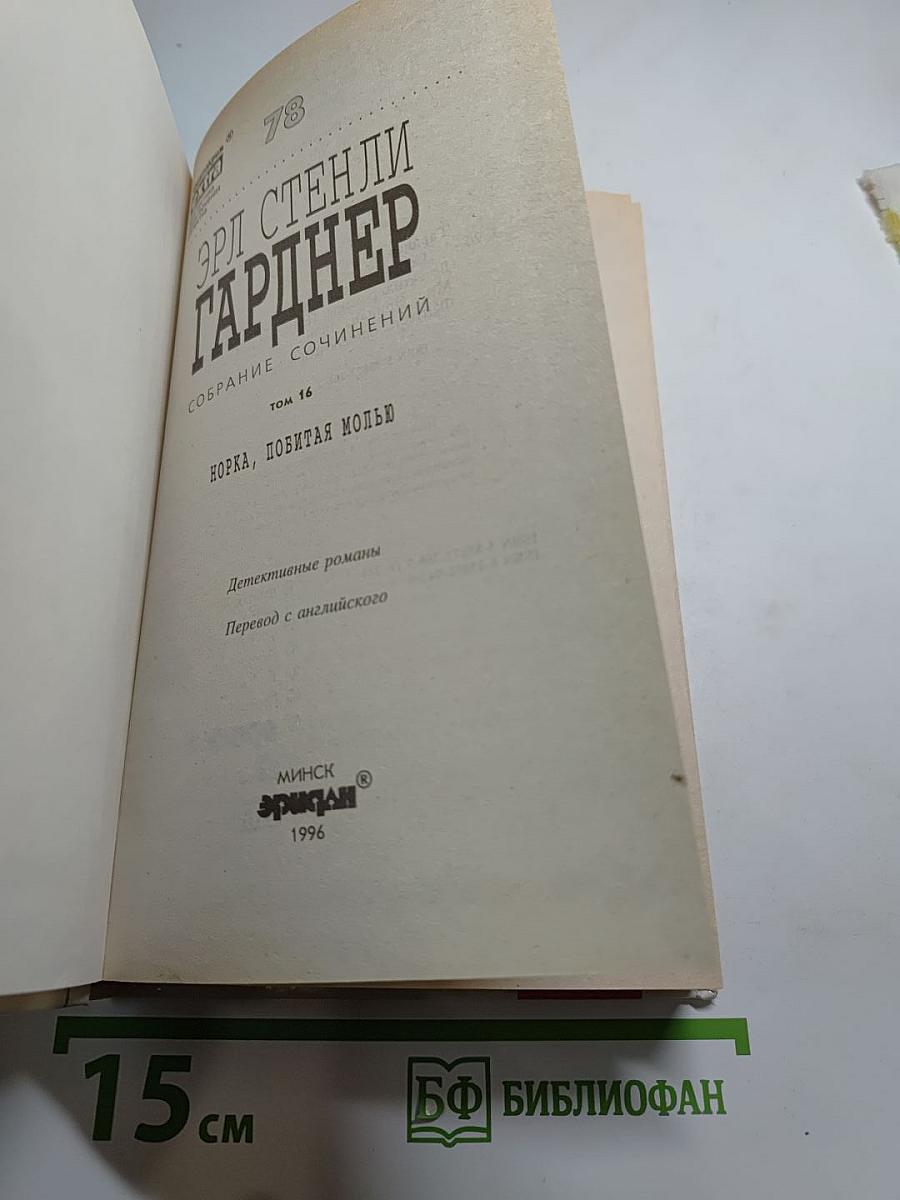 78
®
ЭРЛ СТЕНЛИ
ГАРДНЕР
СОБРАНИЕ СОЧИНЕНИЙ
ТОМ 16
НОРКА, ПОБИТАЯ МОЛЬЮ
Детективные романы
Перевод с английского
МИНСК
эридан®
1996
15 см
БФ БИБЛИОФАН